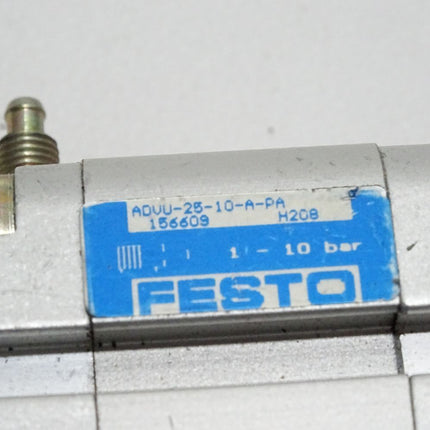 ADVU-25-10-A-PA
156609 H208
1 - 10 bar
FESTO